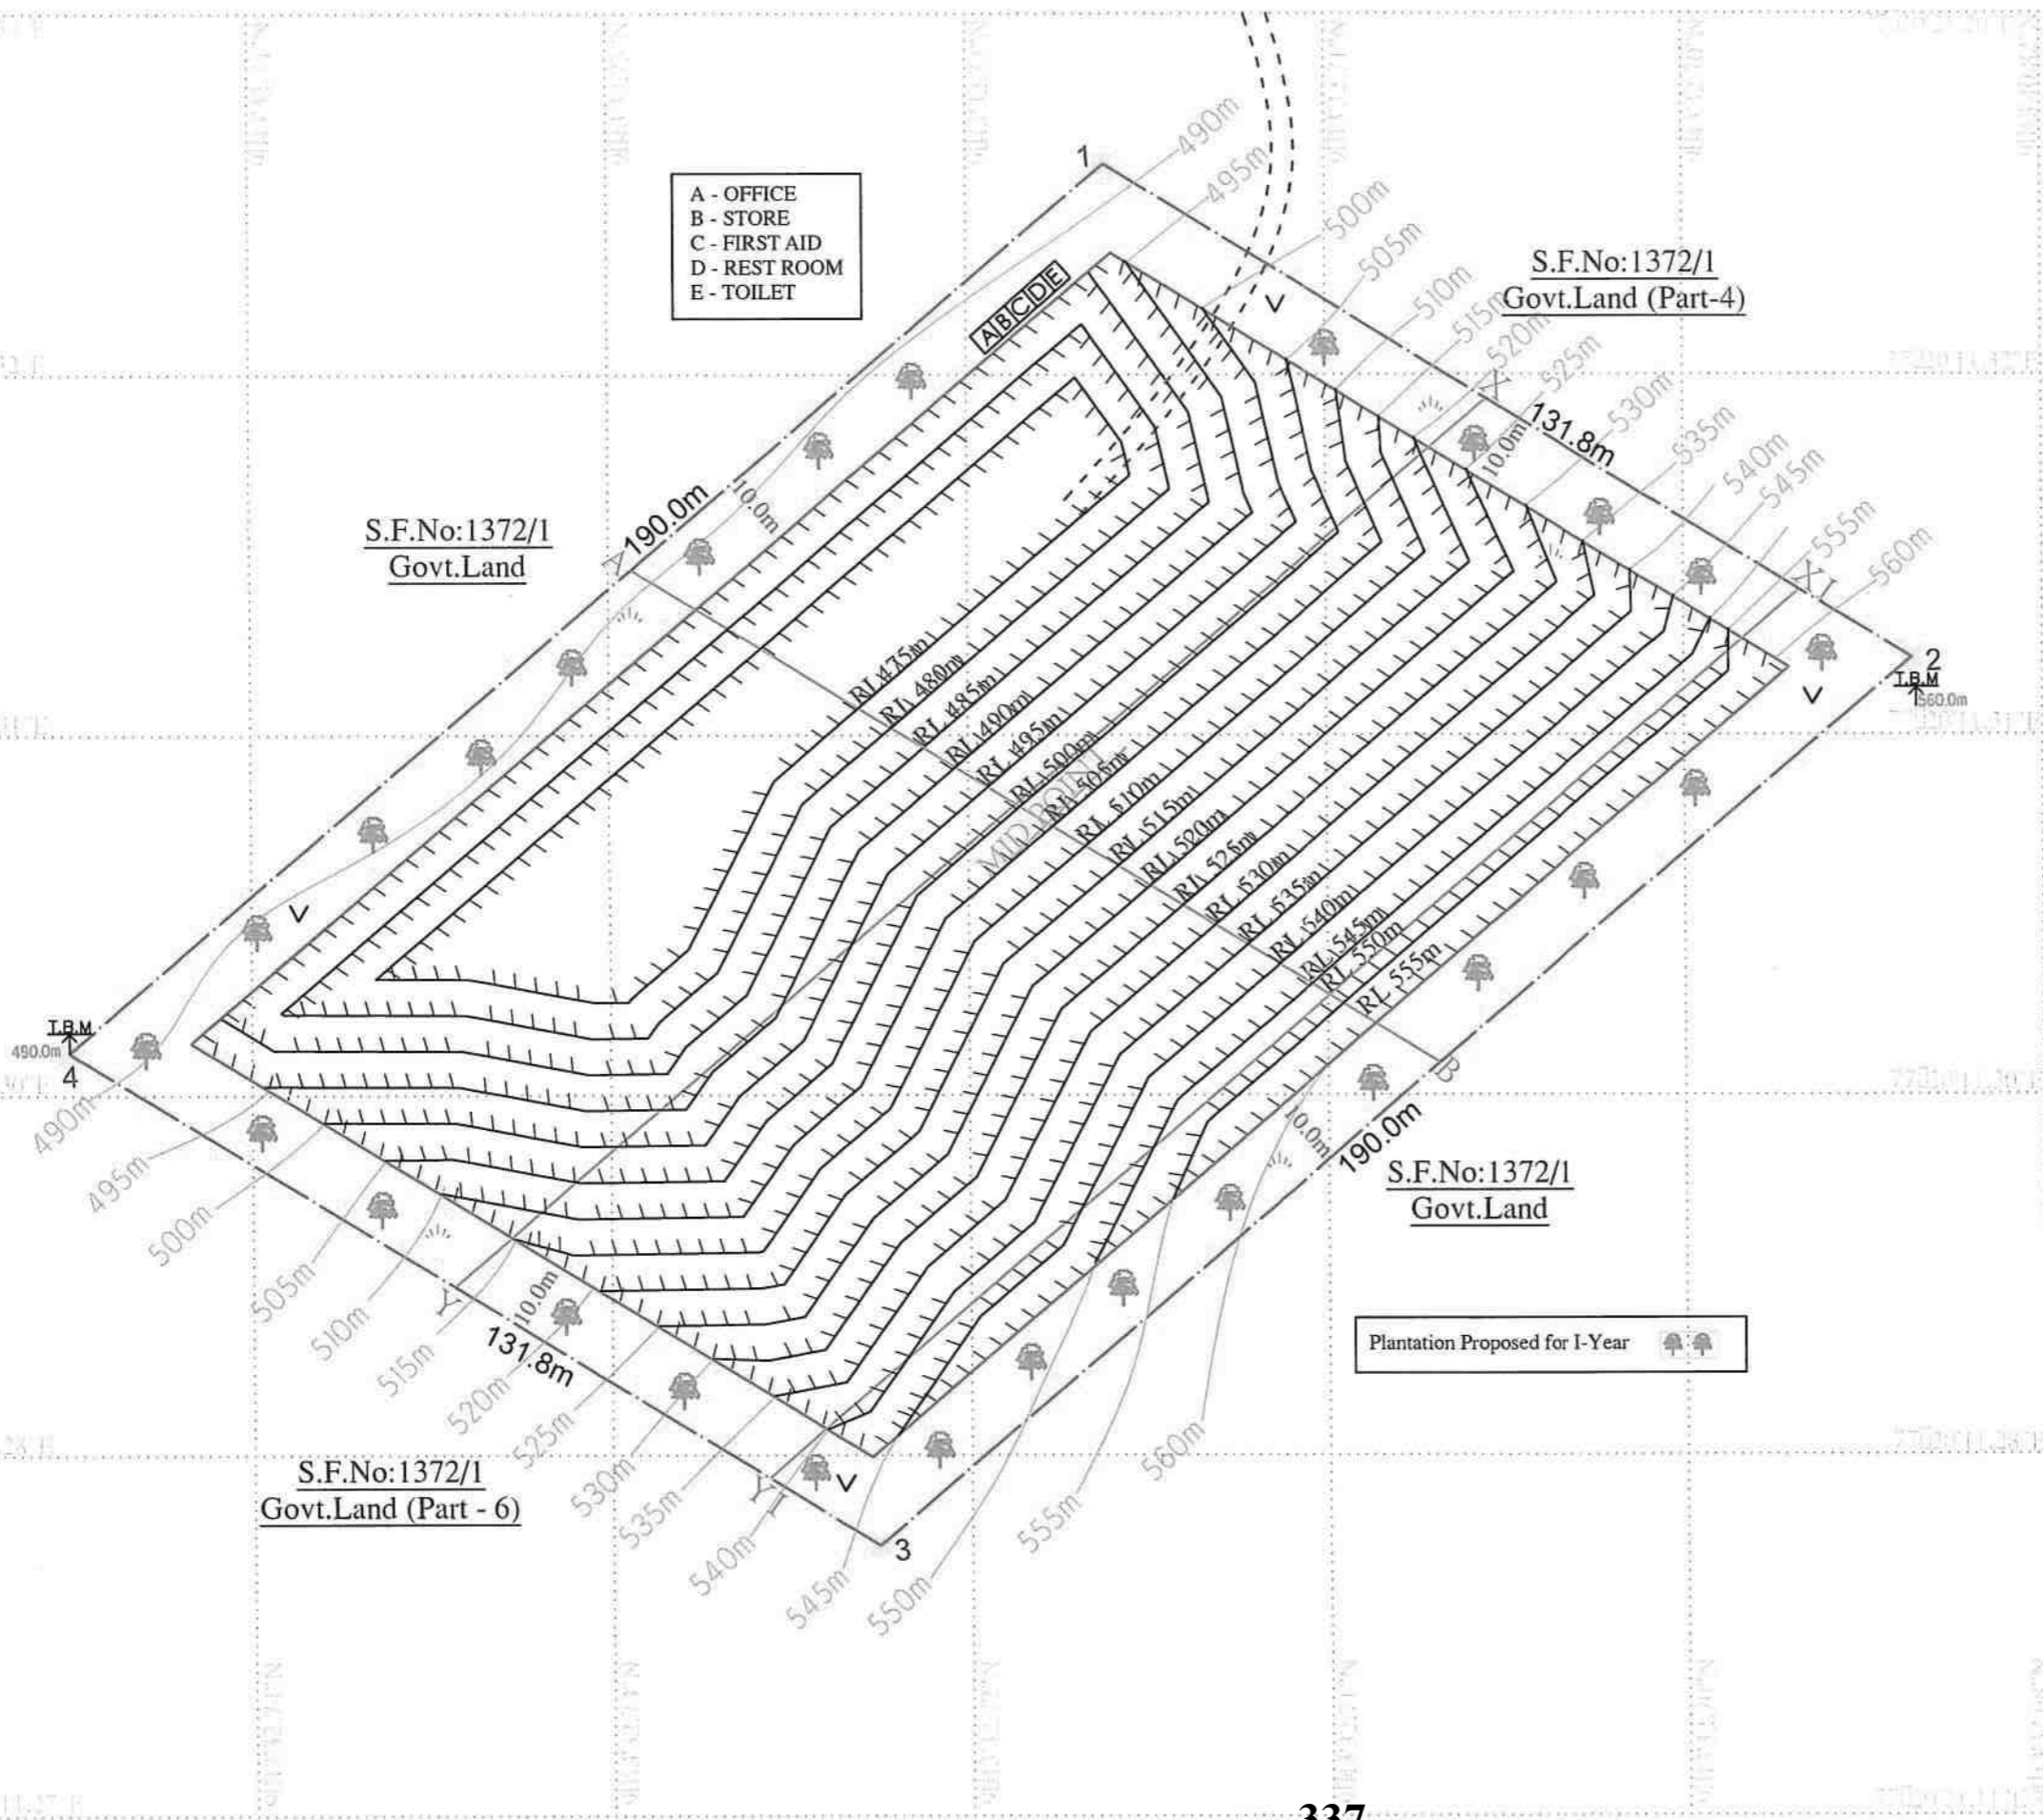 490m
1
495m
500m
A - OFFICE
B - STORE
C - FIRST AID
D - REST ROOM
E - TOILET
505m
S.F.No:1372/1
Govt.Land (Part-4)
510m
A B C D E
515m
520m
525m
X
530m
131.8m
10.0m
535m
540m
545m
190.0m
10.0m
555m
S.F.No:1372/1
Govt.Land
A
560m
X1
2
T.B.M
560.0m
RL 475m
RL 480m
RL 485m
RL 490m
RL 495m
RL 500m
RL 505m
MID POINT
RL 510m
RL 515m
RL 520m
RL 525m
RL 530m
RL 535m
RL 540m
RL 545m
RL 550m
RL 555m
T.B.M
490.0m
4
B
490m
10.0m
190.0m
495m
S.F.No:1372/1
Govt.Land
500m
505m
510m
Y
10.0m
131.8m
515m
520m
Plantation Proposed for I-Year
525m
560m
S.F.No:1372/1
Govt.Land (Part - 6)
530m
Y1
535m
555m
3
540m
545m
550m
337